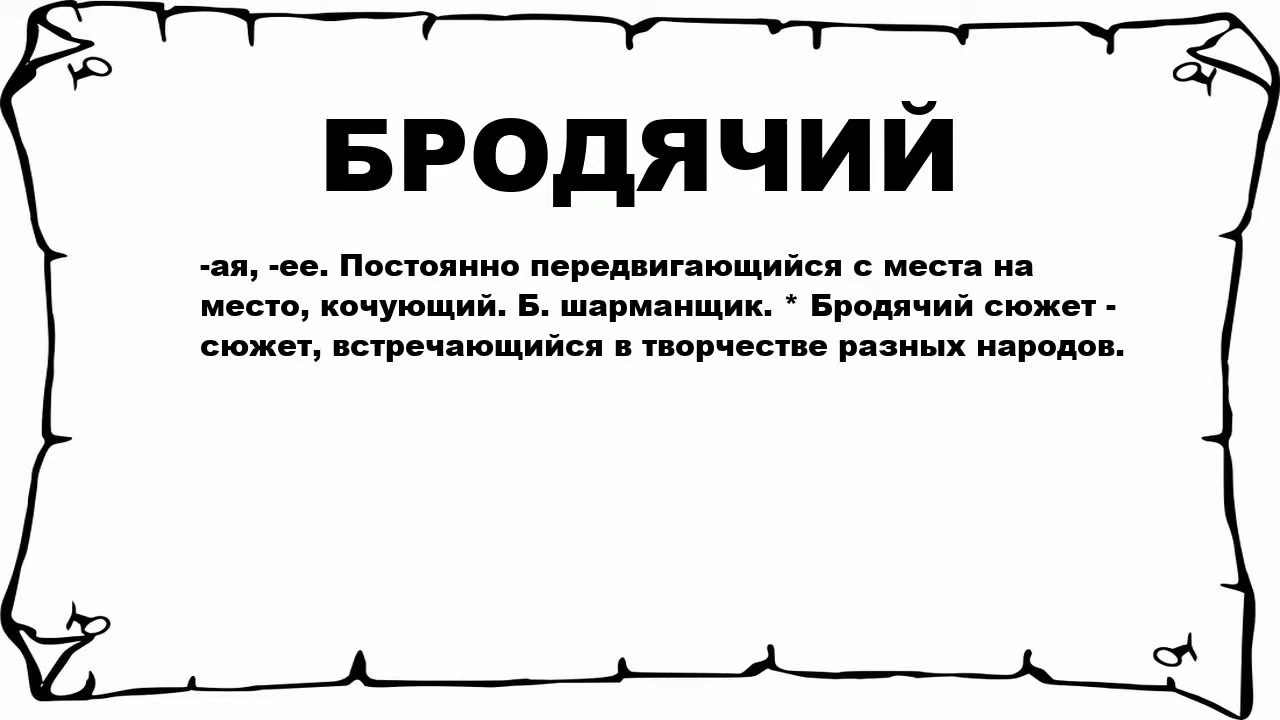 БРОДЯЧИЙ
-ая, -ее. Постоянно передвигающийся с места на
место, кочующий. Б. шарманщик. * Бродячий сюжет -
сюжет, встречающийся в творчестве разных народов.